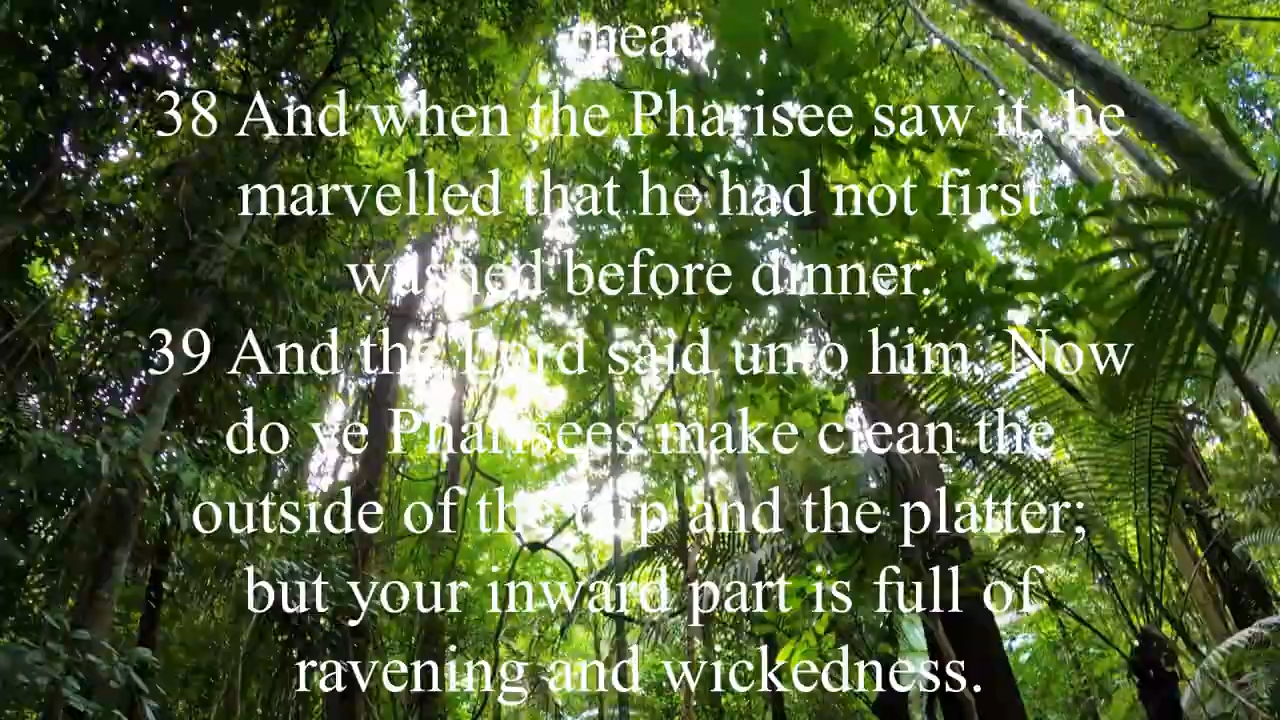 meat.
38 And when the Pharisee saw it, he
marvelled that he had not first
washed before dinner.
39 And the Lord said unto him, Now
do ye Pharisees make clean the
outside of the cup and the platter;
but your inward part is full of
ravening and wickedness.